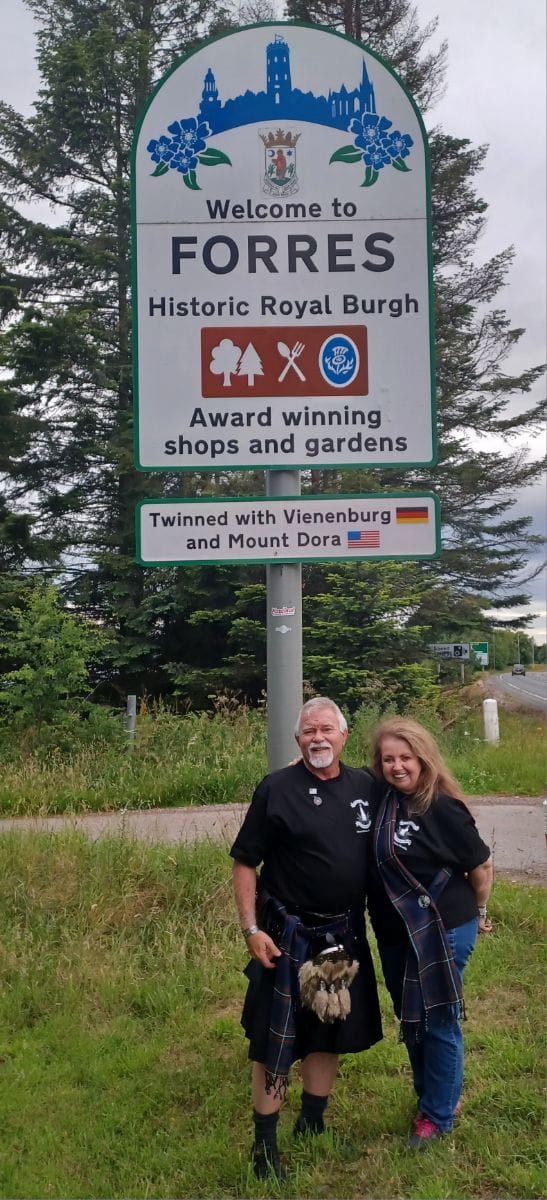 Welcome to
FORRES
Historic Royal Burgh
Award winning
shops and gardens
Twinned with Vienenburg
and Mount Dora